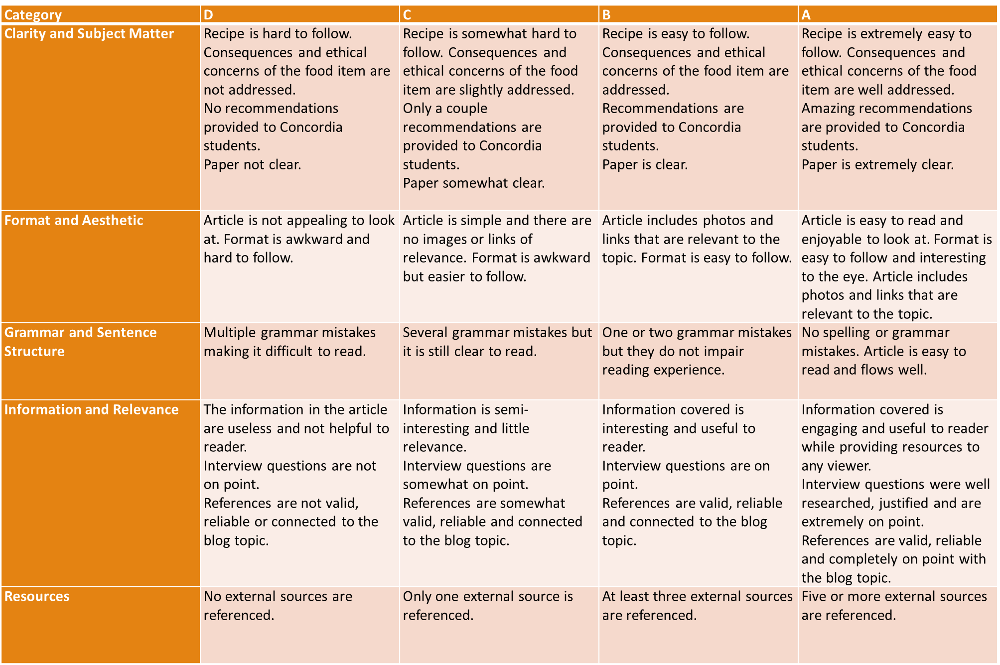 Category
D
C
B
A
Clarity and Subject Matter
Recipe is hard to follow.
Consequences and ethical
concerns of the food item are
not addressed.
No recommendations
provided to Concordia
students.
Paper not clear.
Recipe is somewhat hard to
follow. Consequences and
ethical concerns of the food
item are slightly addressed.
Only a couple
recommendations are
provided to Concordia
students.
Paper somewhat clear.
Recipe is easy to follow.
Consequences and ethical
concerns of the food item are
addressed.
Recommendations are
provided to Concordia
students.
Paper is clear.
Recipe is extremely easy to
follow. Consequences and
ethical concerns of the food
item are well addressed.
Amazing recommendations
are provided to Concordia
students.
Paper is extremely clear.
Format and Aesthetic
Article is not appealing to look
at. Format is awkward and
hard to follow.
Article is simple and there are
no images or links of
relevance. Format is awkward
but easier to follow.
Article includes photos and
links that are relevant to the
topic. Format is easy to follow.
Article is easy to read and
enjoyable to look at. Format is
easy to follow and interesting
to the eye. Article includes
photos and links that are
relevant to the topic.
Grammar and Sentence
Structure
Multiple grammar mistakes
making it difficult to read.
Several grammar mistakes but
it is still clear to read.
One or two grammar mistakes
but they do not impair
reading experience.
No spelling or grammar
mistakes. Article is easy to
read and flows well.
Information and Relevance
The information in the article
are useless and not helpful to
reader.
Interview questions are not
on point.
References are not valid,
reliable or connected to the
blog topic.
Information is semi-
interesting and little
relevance.
Interview questions are
somewhat on point.
References are somewhat
valid, reliable and connected
to the blog topic.
Information covered is
interesting and useful to
reader.
Interview questions are on
point.
References are valid, reliable
and connected to the blog
topic.
Information covered is
engaging and useful to reader
while providing resources to
any viewer.
Interview questions were well
researched, justified and are
extremely on point.
References are valid, reliable
and completely on point with
the blog topic.
Resources
No external sources are
referenced.
Only one external source is
referenced.
At least three external sources
are referenced.
Five or more external sources
are referenced.